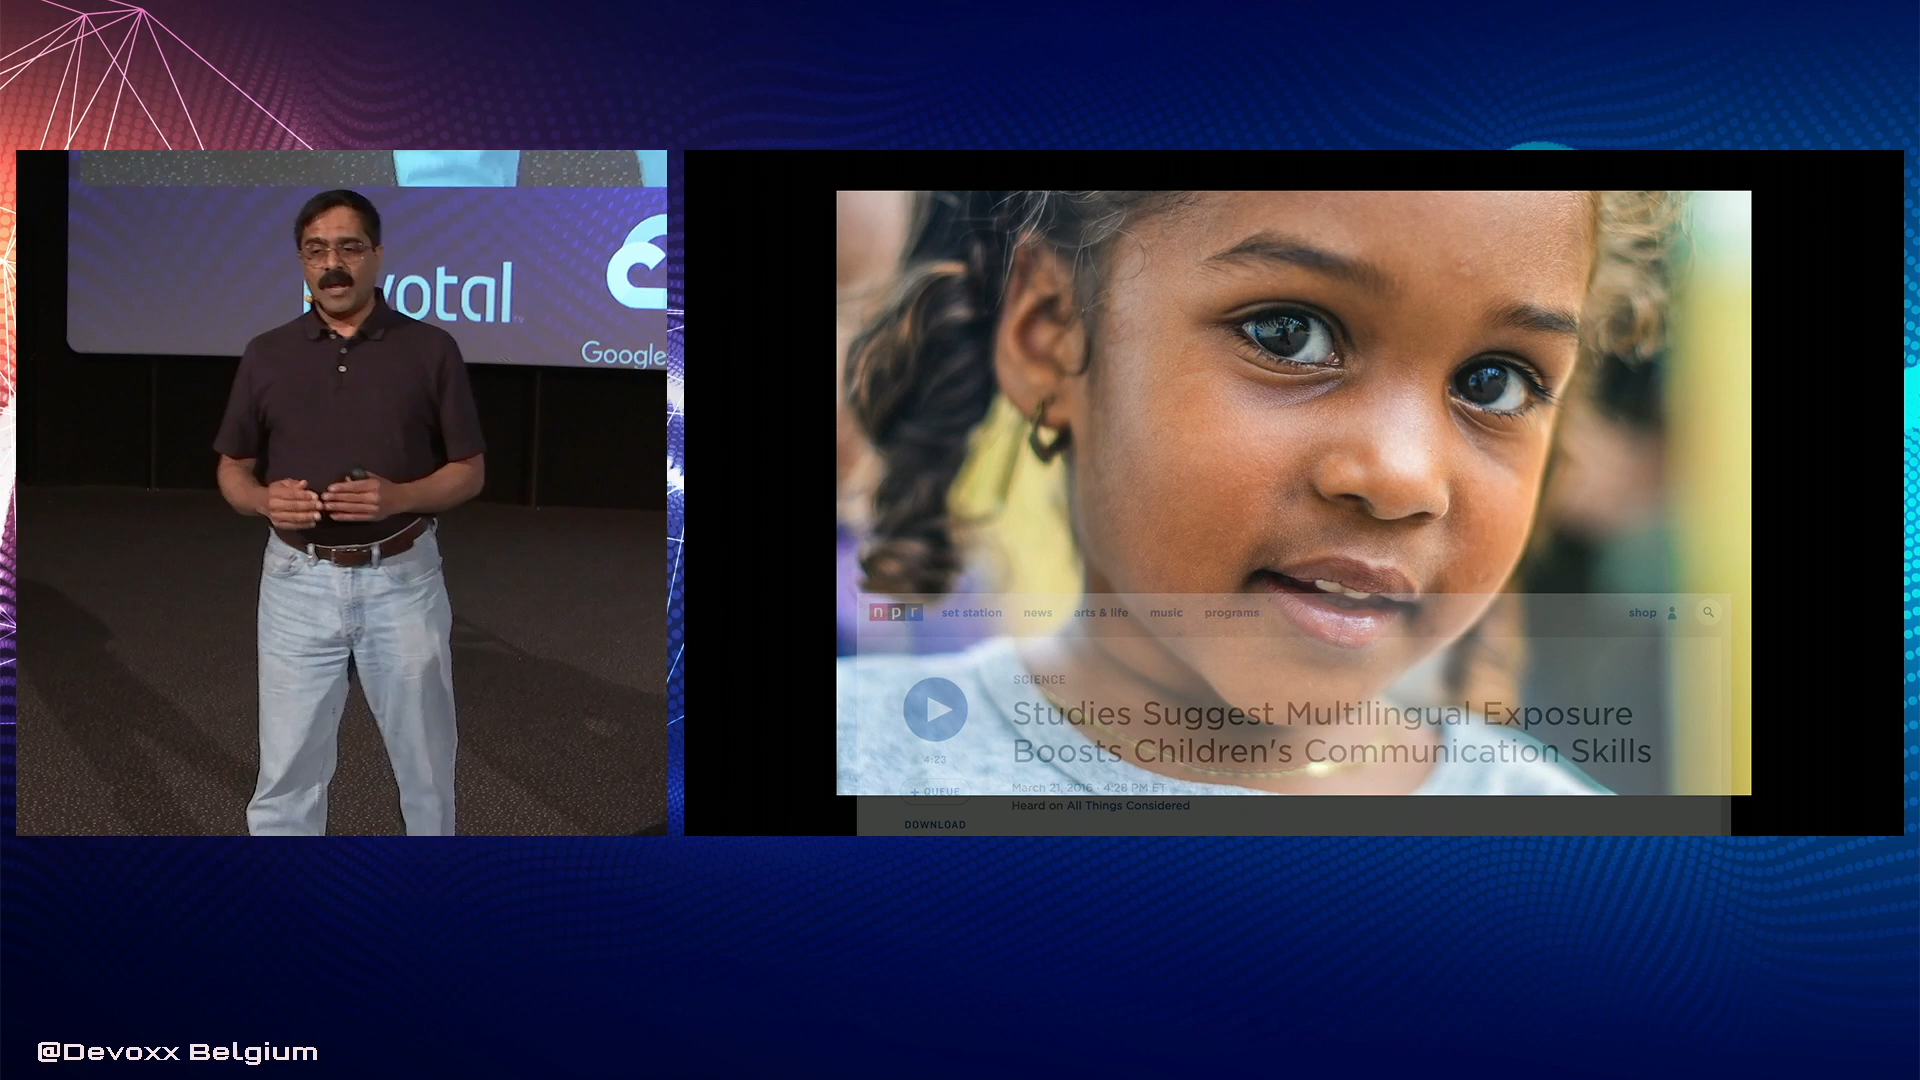 votal
Google
npr
set station
news
arts & life
music
programs
shop
SCIENCE
Studies Suggest Multilingual Exposure
Boosts Children's Communication Skills
4:23
+ QUEUE
March 21, 2016 · 4:28 PM ET
Heard on All Things Considered
DOWNLOAD
@Devoxx Belgium